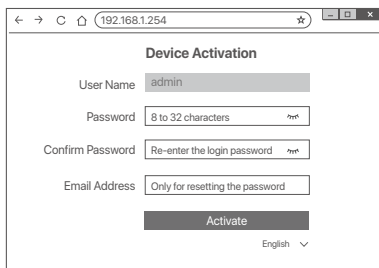 192.168.1.254
Device Activation
User Name admin
Password 8 to 32 characters
Confirm Password Re-enter the login password
Email Address Only for resetting the password
Activate
English